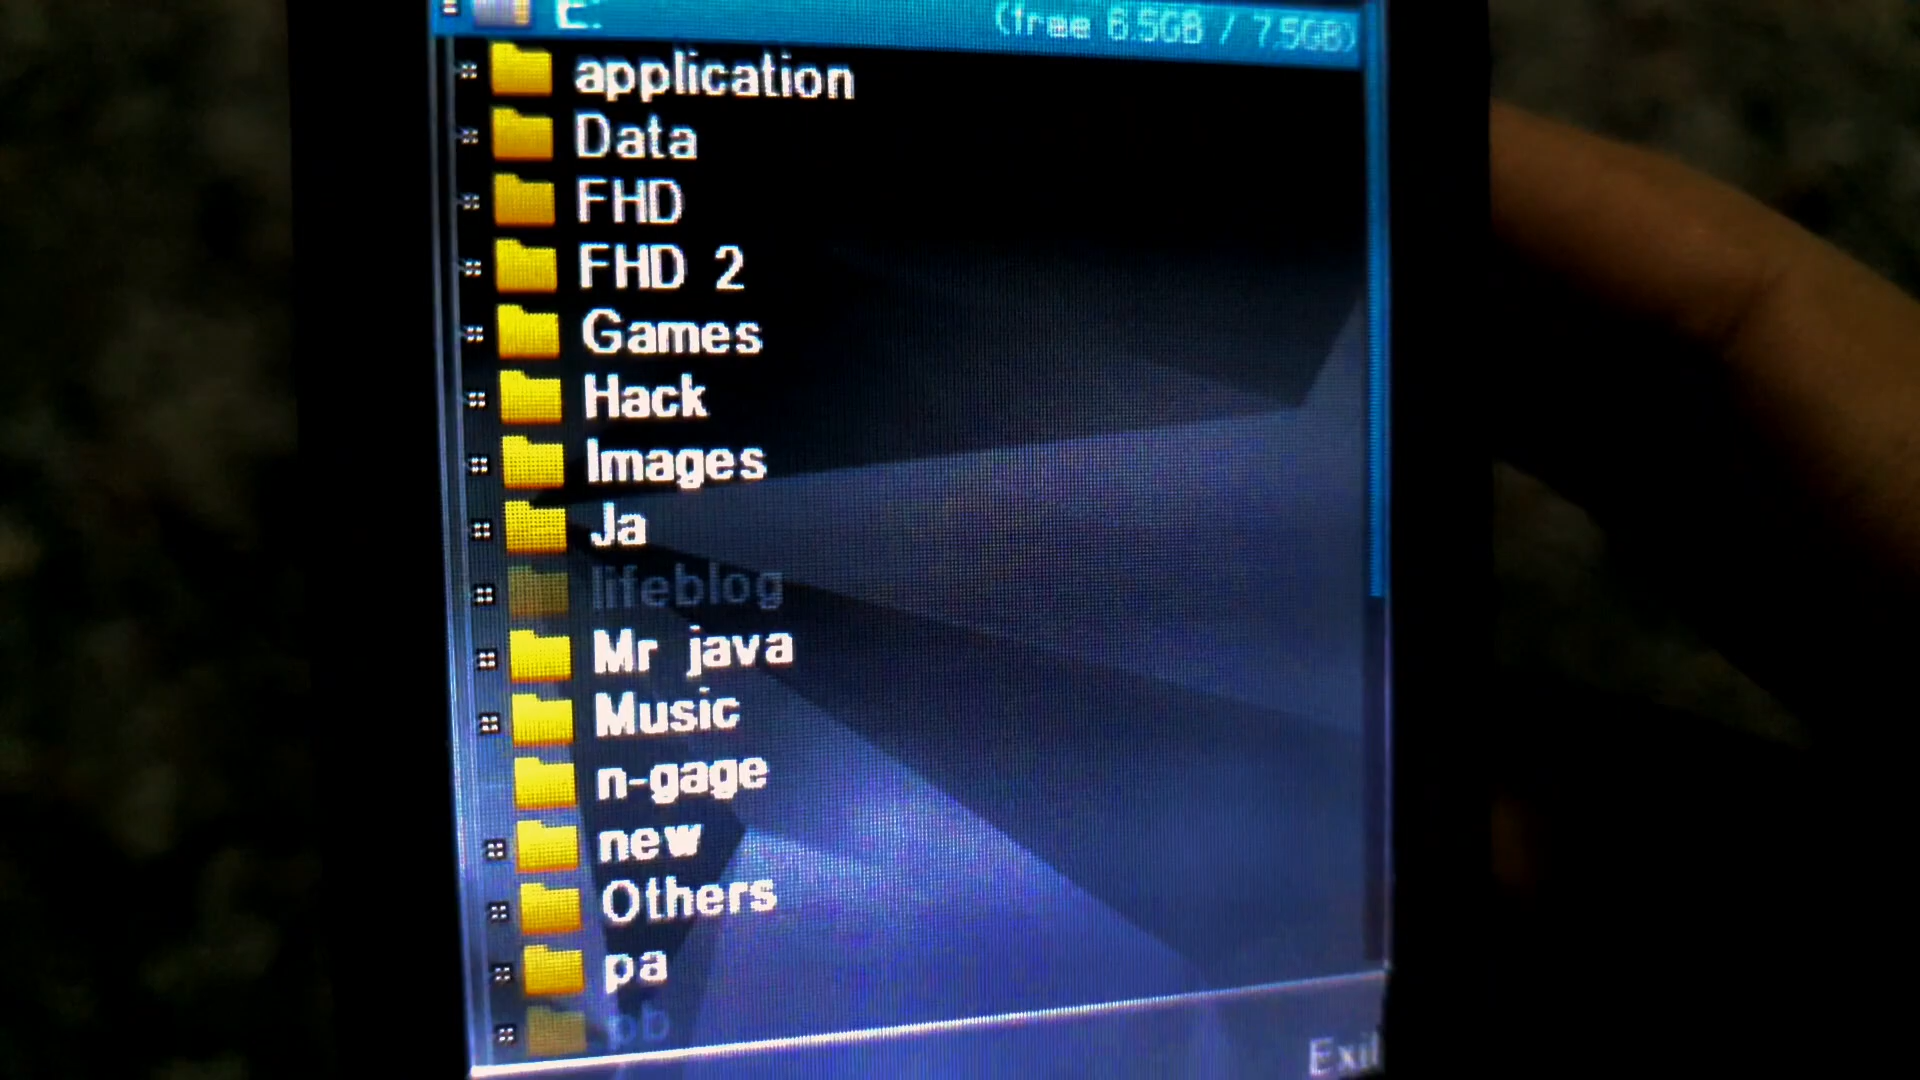 E:
(free 6.5GB / 7.5GB)
application
Data
FHD
FHD 2
Games
Hack
Images
Ja
lifeblog
Mr java
Music
n-gage
new
Others
pa
pb
Exit